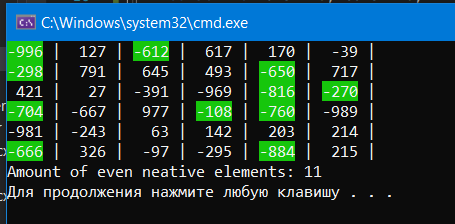 C:\Windows\system32\cmd.exe
-996 | 127 | -612 | 617 | 170 | -39 |
-298 | 791 | 645 | 493 | -650 | 717 |
421 | 27 | -391 | -969 | -816 | -270 |
-704 | -667 | 977 | -108 | -760 | -989 |
-981 | -243 | 63 | 142 | 203 | 214 |
-666 | 326 | -97 | -295 | -884 | 215 |
Amount of even neative elements: 11
Для продолжения нажмите любую клавишу . . .